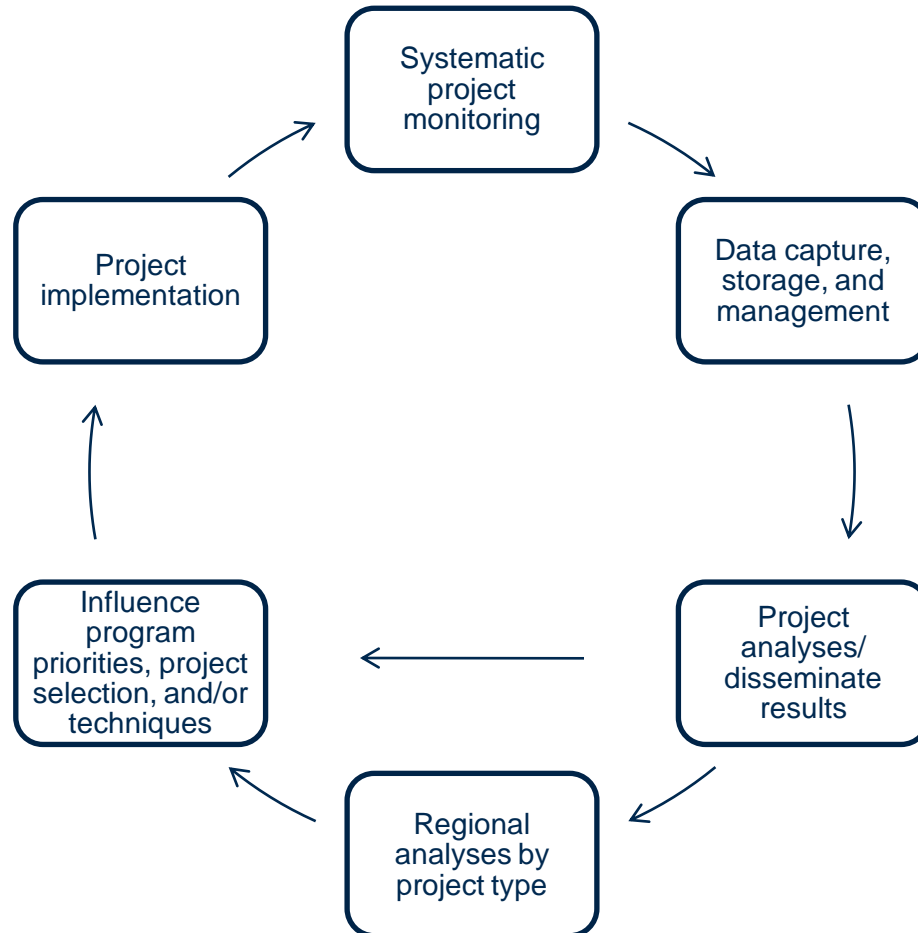 Systematic
project
monitoring
Data capture,
storage, and
management
Project
analyses/
disseminate
results
Regional
analyses by
project type
Influence
program
priorities, project
selection, and/or
techniques
Project
implementation